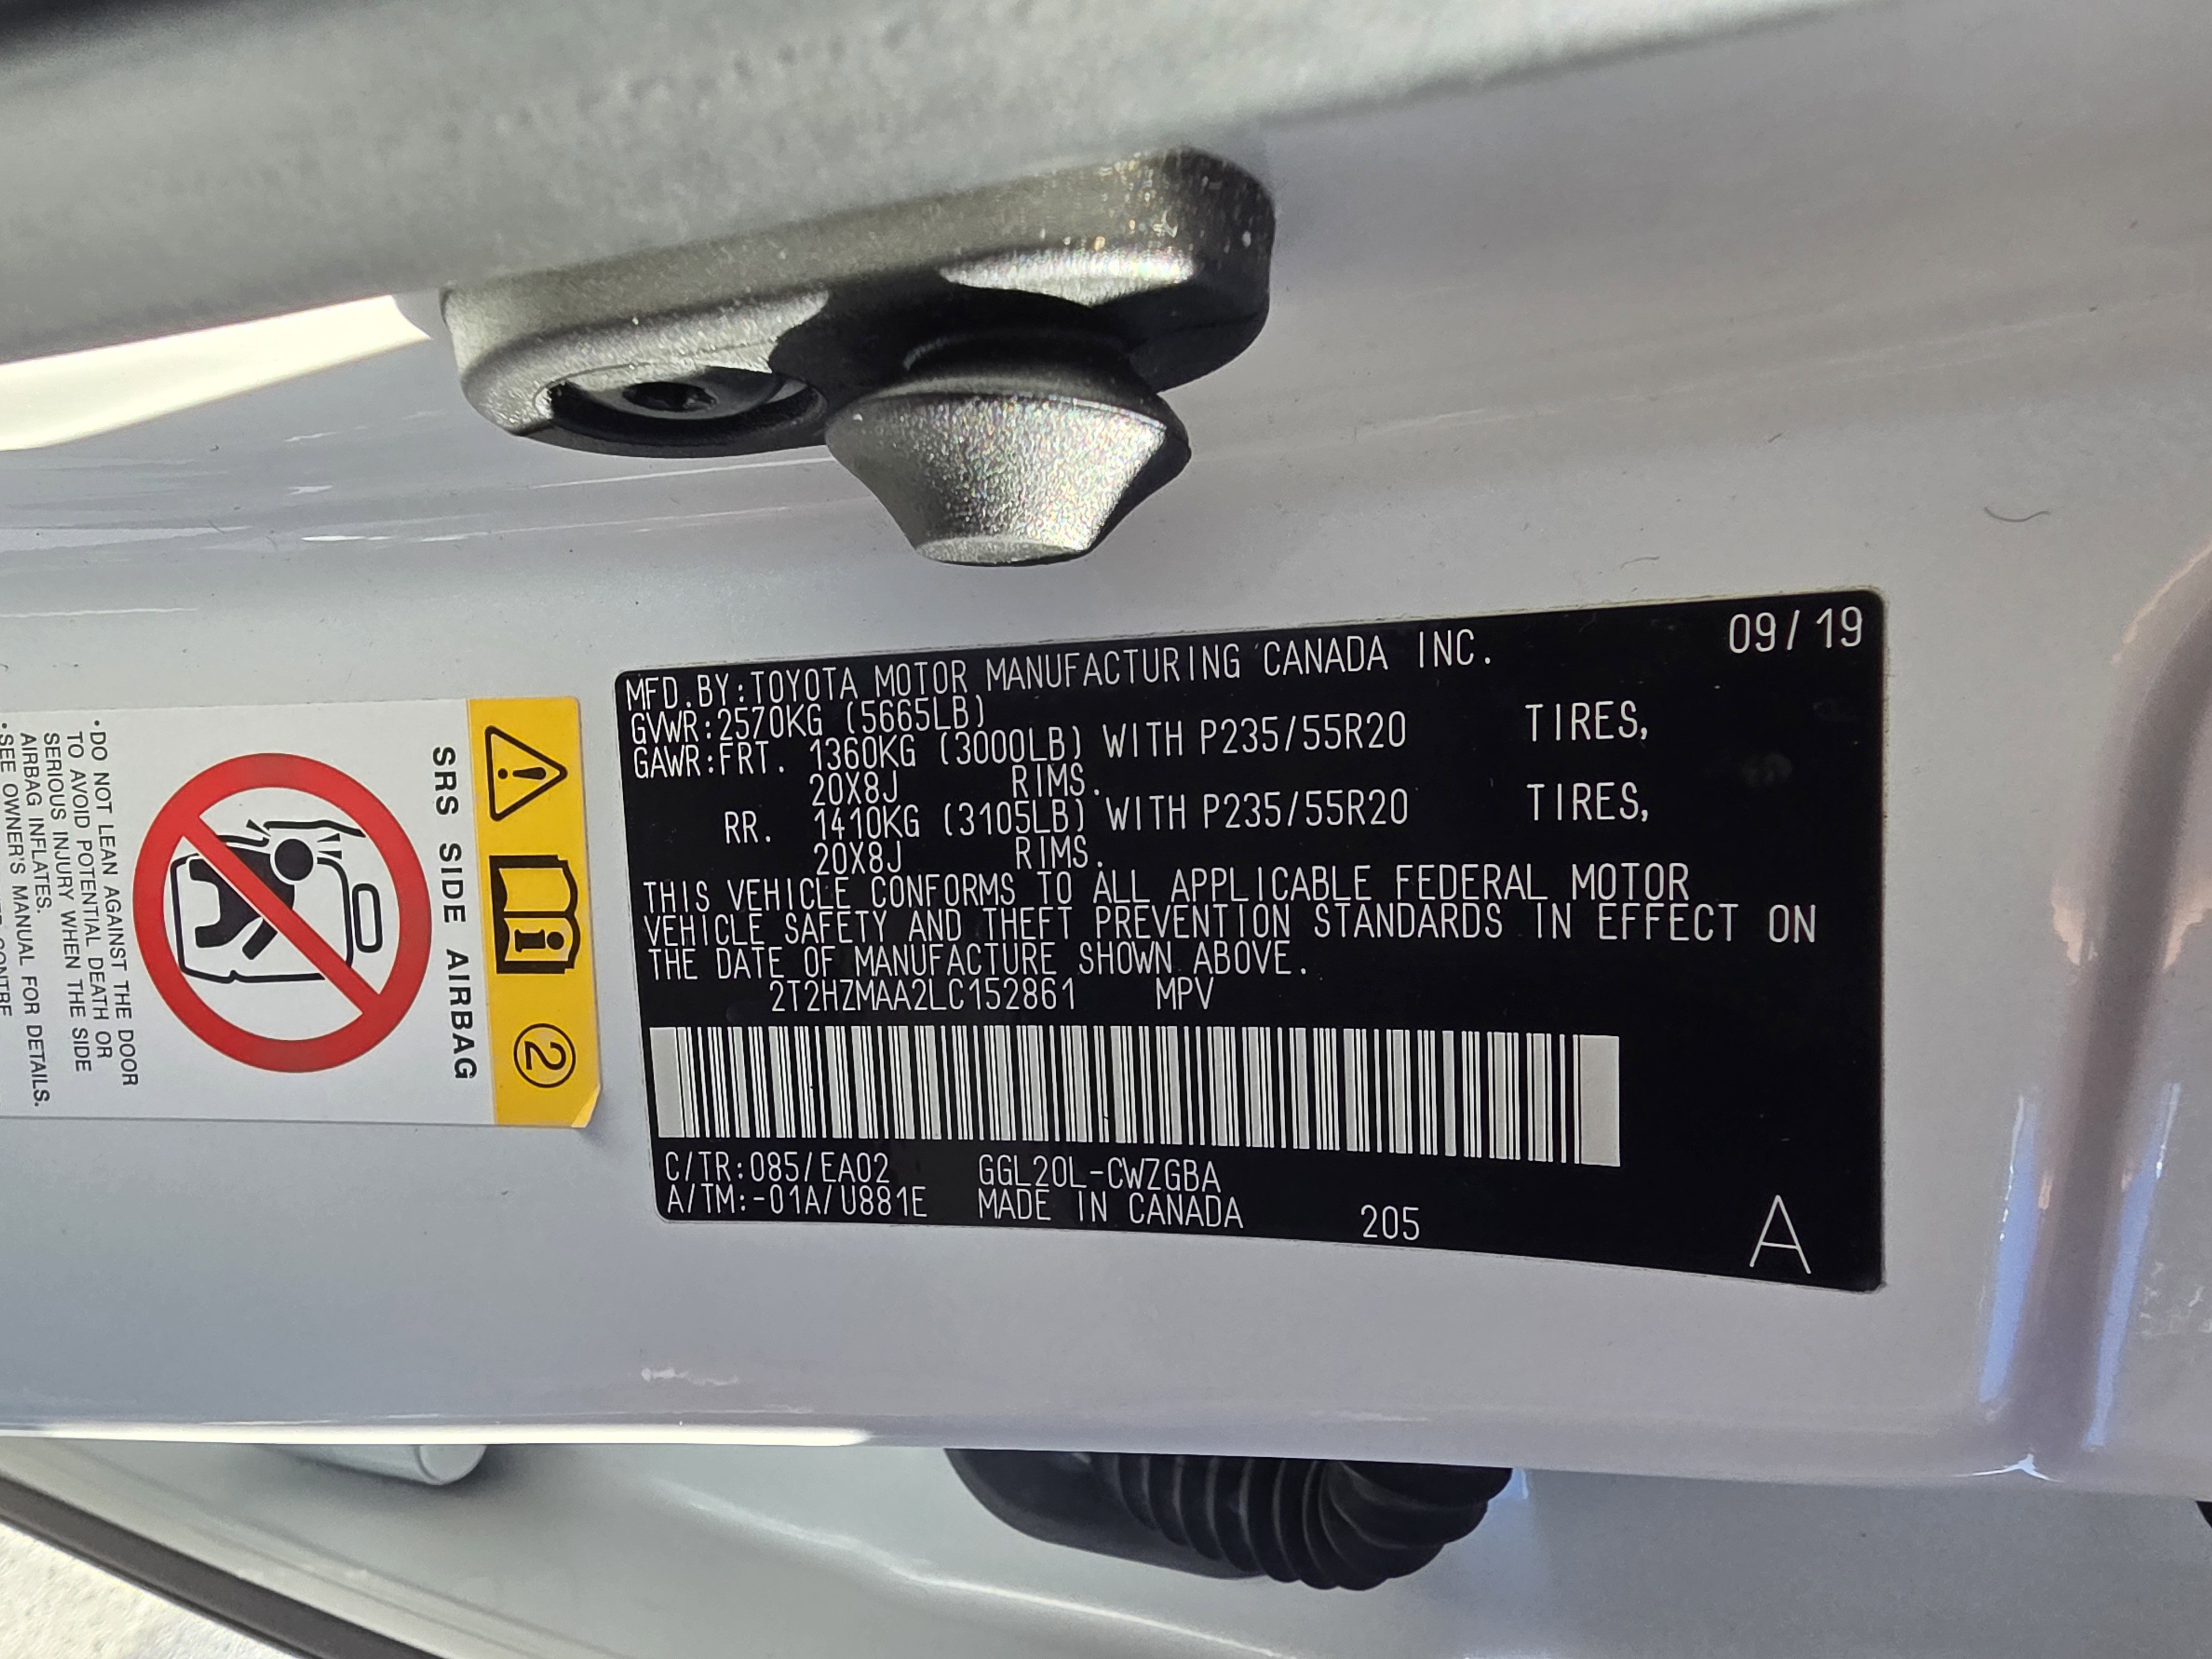 MFD.BY:TOYOTA MOTOR MANUFACTURING CANADA INC. 09/19
GVWR:2570KG (5665LB)
GAWR:FRT. 1360KG (3000LB) WITH P235/55R20 TIRES,
20X8J RIMS.
RR. 1410KG (3105LB) WITH P235/55R20 TIRES,
20X8J RIMS.
THIS VEHICLE CONFORMS TO ALL APPLICABLE FEDERAL MOTOR
VEHICLE SAFETY AND THEFT PREVENTION STANDARDS IN EFFECT ON
THE DATE OF MANUFACTURE SHOWN ABOVE.
2T2HZMAA2LC152861 MPV
C/TR:085/EA02 GGL20L-CWZGBA
A/TM:-01A/U881E MADE IN CANADA 205 A
2
SRS SIDE AIRBAG
•DO NOT LEAN AGAINST THE DOOR
TO AVOID POTENTIAL DEATH OR
SERIOUS INJURY WHEN THE SIDE
AIRBAG INFLATES.
•SEE OWNER'S MANUAL FOR DETAILS.